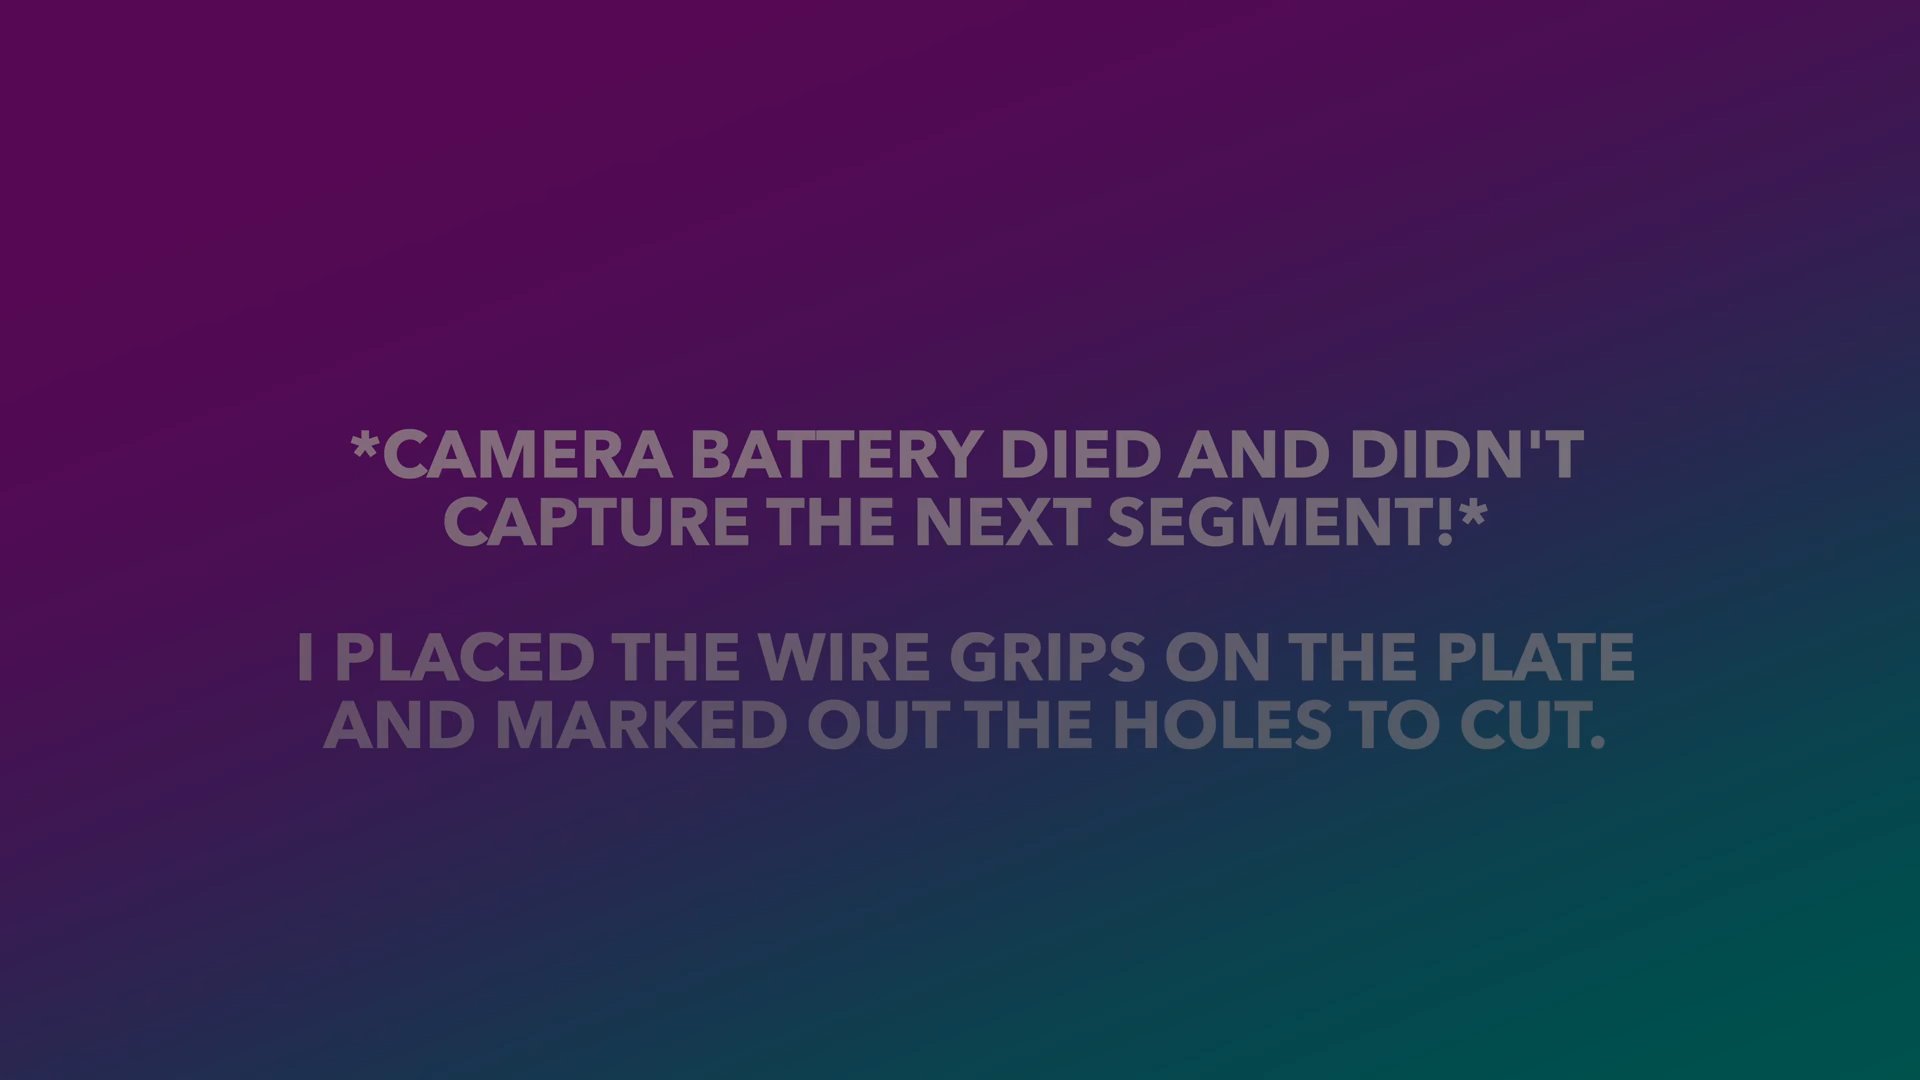 *CAMERA BATTERY DIED AND DIDN'T
CAPTURE THE NEXT SEGMENT!*
I PLACED THE WIRE GRIPS ON THE PLATE
AND MARKED OUT THE HOLES TO CUT.